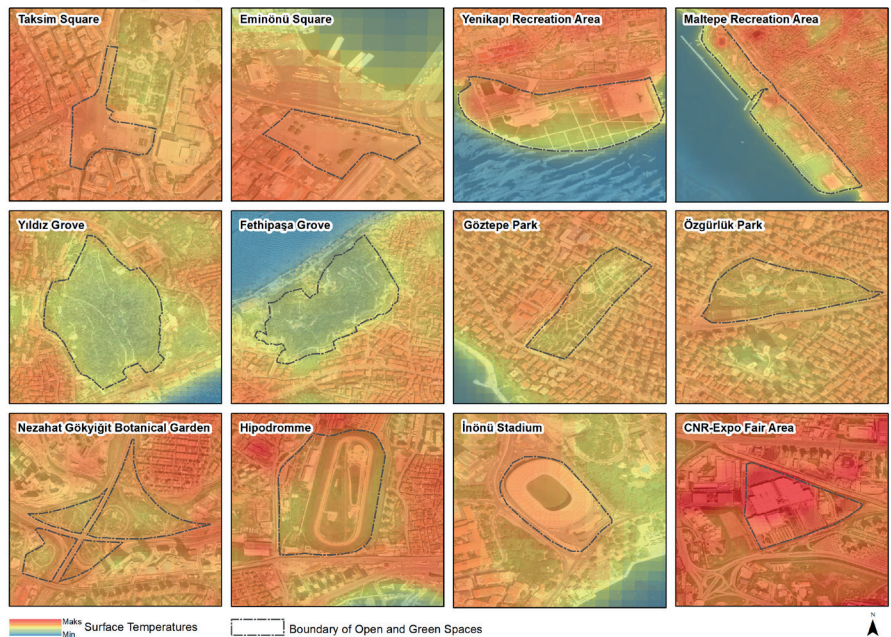 Taksim Square
Eminönü Square
Yenikapı Recreation Area
Maltepe Recreation Area
Yıldız Grove
Fethipaşa Grove
Göztepe Park
Özgürlük Park
Nezahat Gökyiğit Botanical Garden
Hipodromme
İnönü Stadium
CNR-Expo Fair Area
Maks
Min
Surface Temperatures
Boundary of Open and Green Spaces
N